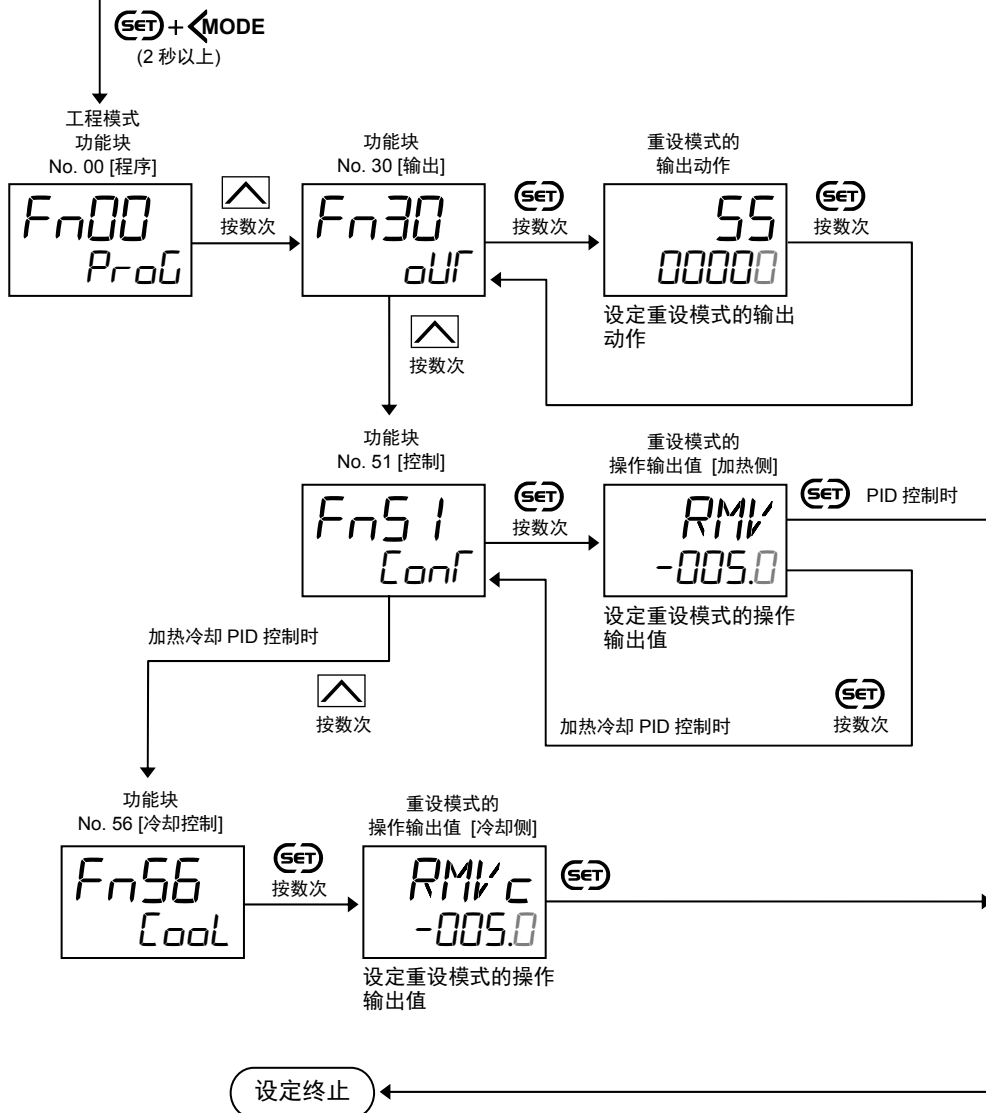 SET + MODE
(2 秒以上)
工程模式
功能块
No. 00 [程序]
Fn00
ProG
按数次
功能块
No. 30 [输出]
Fn30
oUT
SET
按数次
重设模式的
输出动作
SS
000000
设定重设模式的输出
动作
SET
按数次
按数次
功能块
No. 51 [控制]
Fn51
ConT
SET
按数次
重设模式的
操作输出值 [加热侧]
RMV
-005.0
设定重设模式的操作
输出值
SET PID 控制时
SET
按数次
加热冷却 PID 控制时
加热冷却 PID 控制时
按数次
功能块
No. 56 [冷却控制]
Fn56
CooL
SET
按数次
重设模式的
操作输出值 [冷却侧]
RMVc
-005.0
设定重设模式的操作
输出值
SET
设定终止